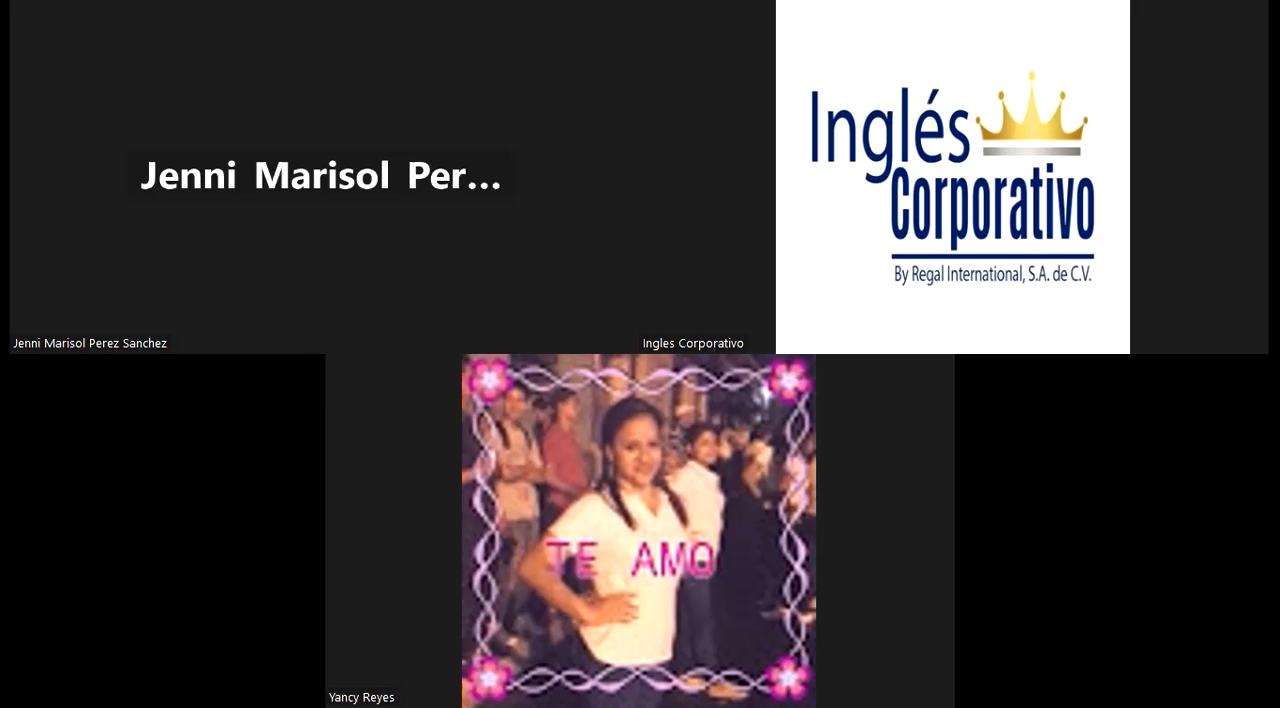 Jenni Marisol Per...
Jenni Marisol Perez Sanchez
Inglés
Corporativo
By Regal International, S.A. de C.V.
Ingles Corporativo
TE AMO
Yancy Reyes